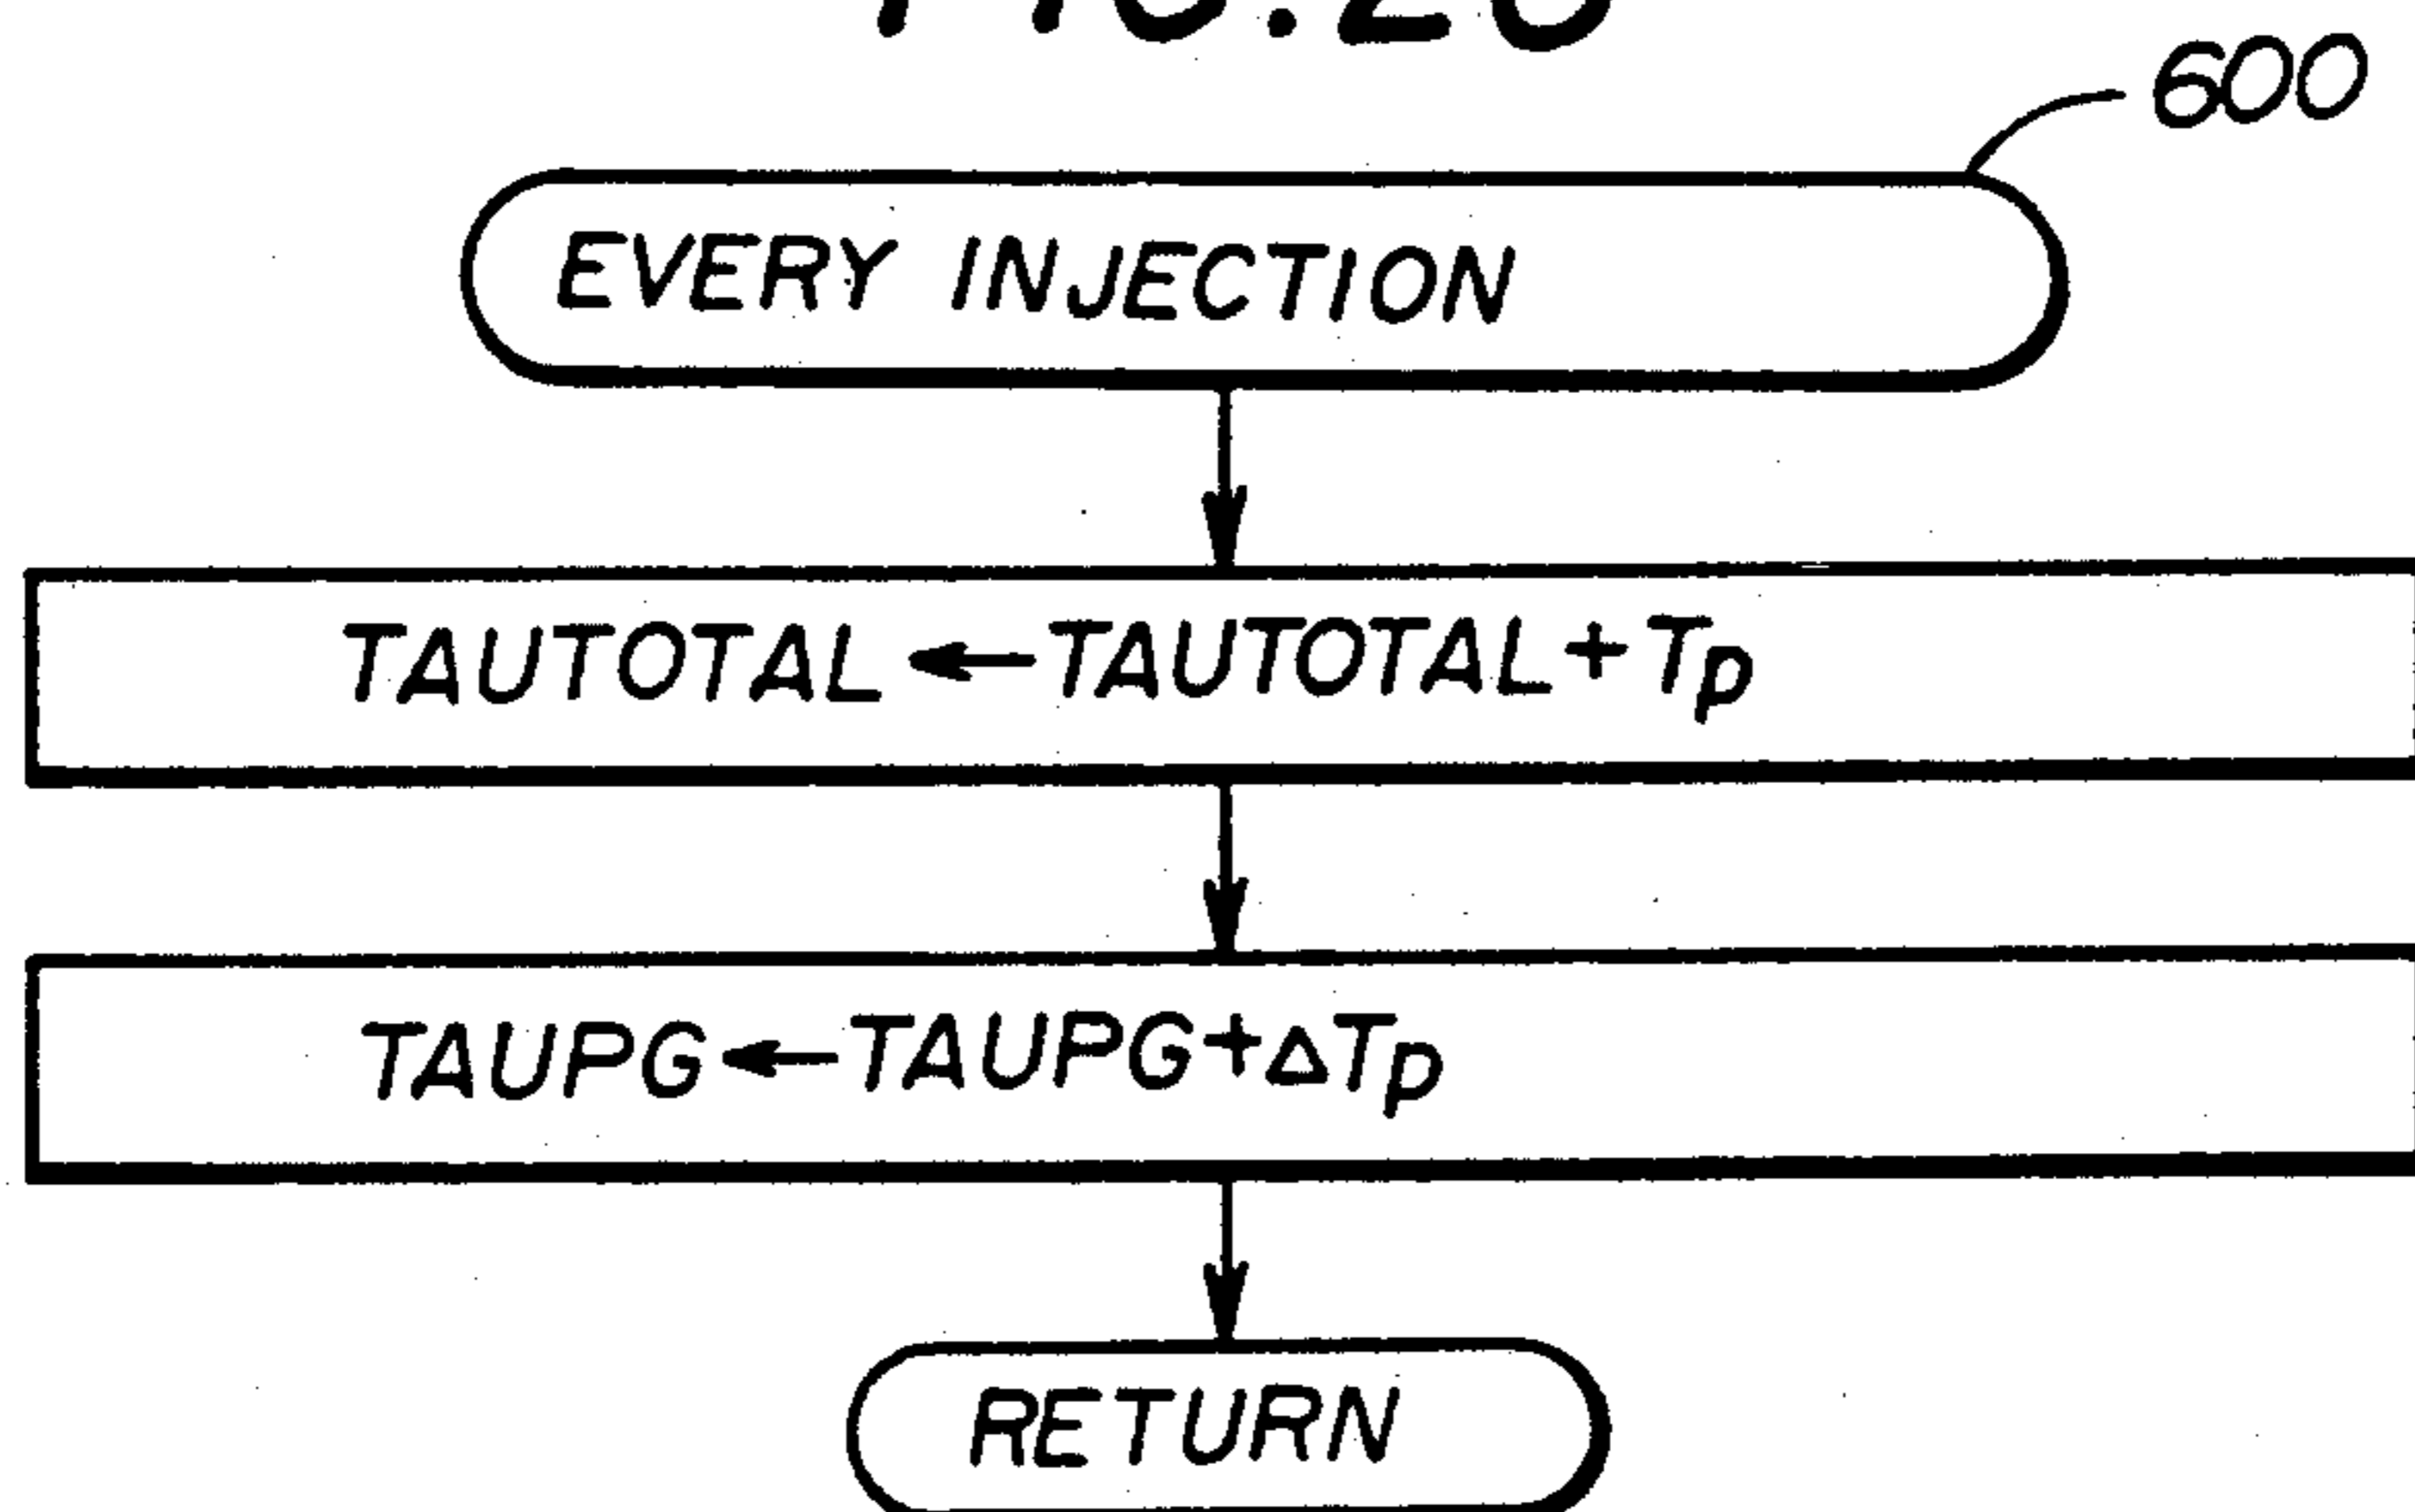 600
EVERY INJECTION
TAUTOTAL←TAUTOTAL+Tp
TAUPG←TAUPG+ΔTp
RETURN